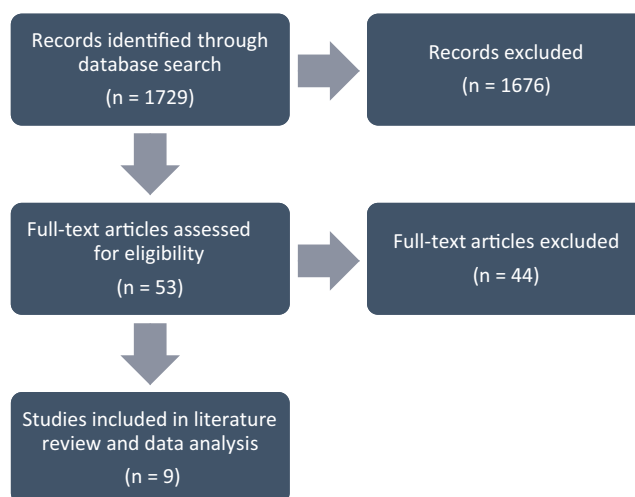 Records identified through
database search
(n = 1729)
Records excluded
(n = 1676)
Full-text articles assessed
for eligibility
(n = 53)
Full-text articles excluded
(n = 44)
Studies included in literature
review and data analysis
(n = 9)